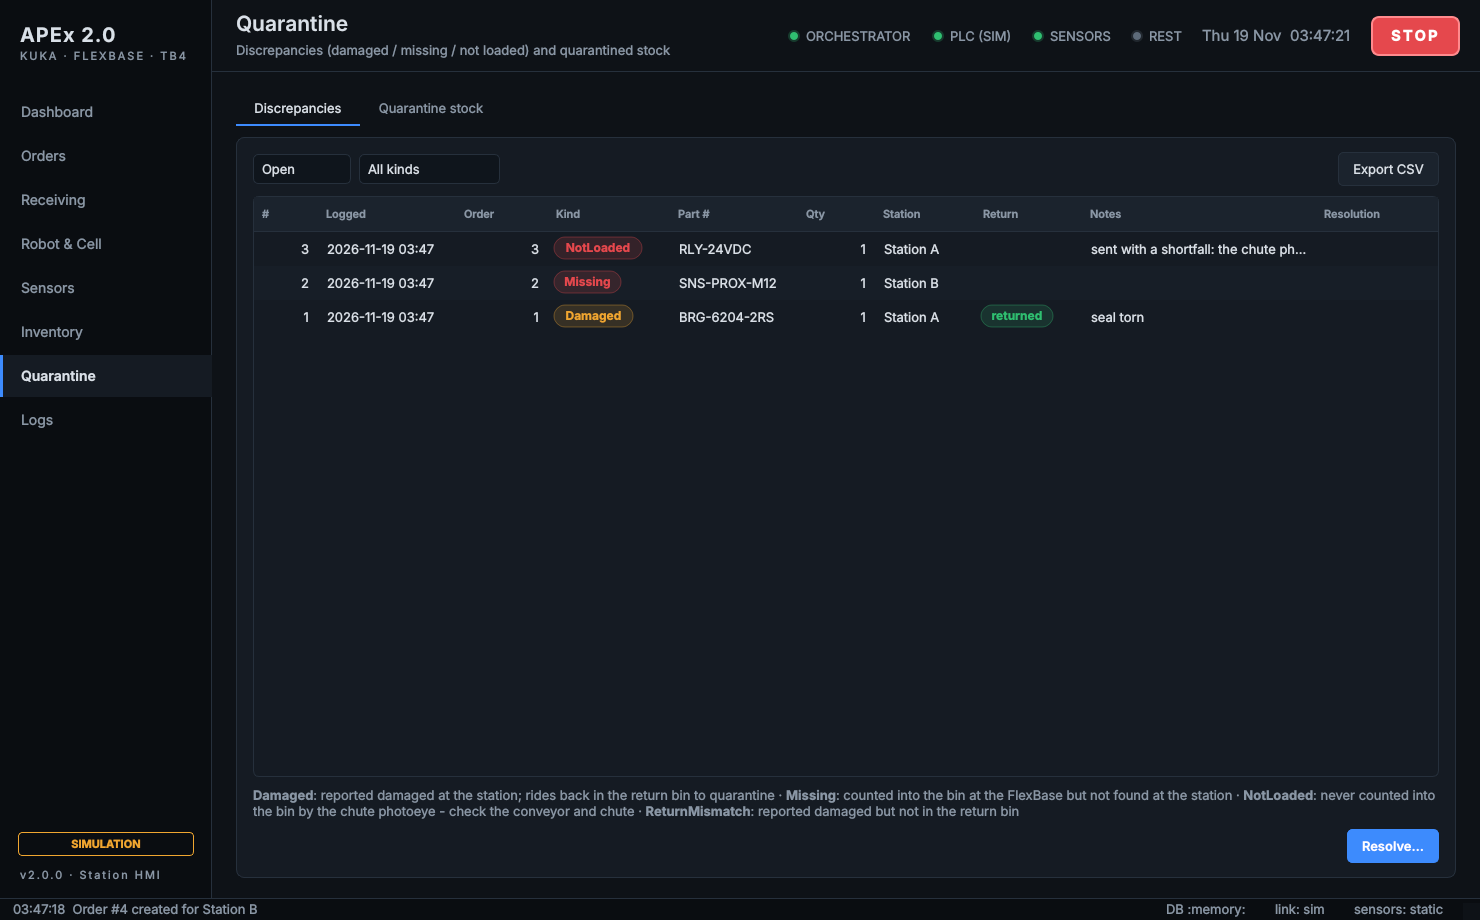 APEx 2.0
KUKA · FLEXBASE · TB4
Dashboard
Orders
Receiving
Robot & Cell
Sensors
Inventory
Quarantine
Logs
SIMULATION
v2.0.0 · Station HMI
Quarantine
Discrepancies (damaged / missing / not loaded) and quarantined stock
ORCHESTRATOR PLC (SIM) SENSORS REST Thu 19 Nov 03:47:21 STOP
Discrepancies Quarantine stock
Open All kinds Export CSV
# Logged Order Kind Part # Qty Station Return Notes Resolution
3 2026-11-19 03:47 3 NotLoaded RLY-24VDC 1 Station A sent with a shortfall: the chute ph...
2 2026-11-19 03:47 2 Missing SNS-PROX-M12 1 Station B
1 2026-11-19 03:47 1 Damaged BRG-6204-2RS 1 Station A returned seal torn
Damaged: reported damaged at the station; rides back in the return bin to quarantine · Missing: counted into the bin at the FlexBase but not found at the station · NotLoaded: never counted into
the bin by the chute photoeye - check the conveyor and chute · ReturnMismatch: reported damaged but not in the return bin
Resolve...
03:47:18 Order #4 created for Station B DB :memory: link: sim sensors: static